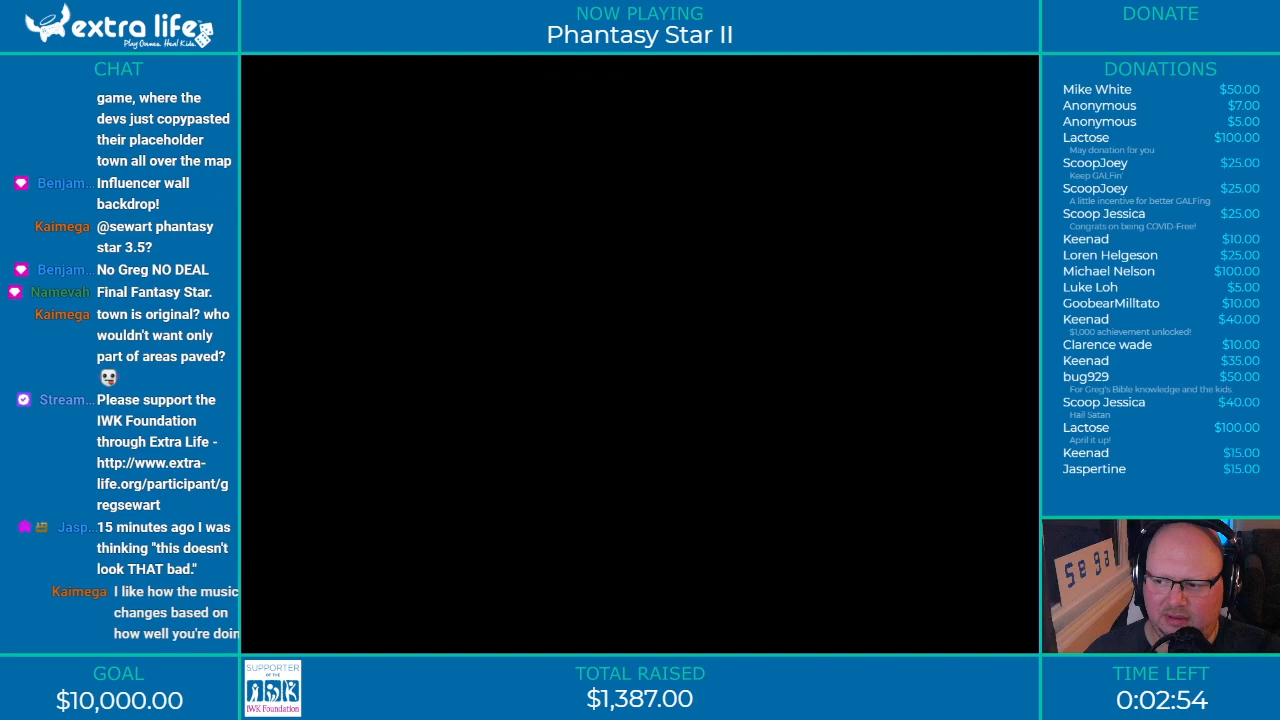 extra life
Play Games. Heal Kids.
NOW PLAYING
Phantasy Star II
DONATE
CHAT
game, where the
devs just copypasted
their placeholder
town all over the map
Benjam... Influencer wall
backdrop!
Kaimega @sewart phantasy
star 3.5?
Benjam... No Greg NO DEAL
Namevah Final Fantasy Star.
Kaimega town is original? who
wouldn't want only
part of areas paved?
Stream... Please support the
IWK Foundation
through Extra Life -
http://www.extra-
life.org/participant/g
regsewart
Jasp... 15 minutes ago I was
thinking "this doesn't
look THAT bad."
Kaimega I like how the music
changes based on
how well you're doin
DONATIONS
Mike White $50.00
Anonymous $7.00
Anonymous $5.00
Lactose $100.00
May donation for you
ScoopJoey $25.00
Keep GALFin'
ScoopJoey $25.00
A little incentive for better GALFing
Scoop Jessica $25.00
Congrats on being COVID-Free!
Keenad $10.00
Loren Helgeson $25.00
Michael Nelson $100.00
Luke Loh $5.00
GoobearMilltato $10.00
Keenad $40.00
$1,000 achievement unlocked!
Clarence wade $10.00
Keenad $35.00
bug929 $50.00
For Greg's Bible knowledge and the kids
Scoop Jessica $40.00
Hail Satan
Lactose $100.00
April it up!
Keenad $15.00
Jaspertine $15.00
Sega
GOAL
$10,000.00
SUPPORTER
OF THE
IWK
IWK Foundation
TOTAL RAISED
$1,387.00
TIME LEFT
0:02:54